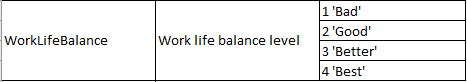 WorkLifeBalance
Work life balance level
1 'Bad'
2 'Good'
3 'Better'
4 'Best'